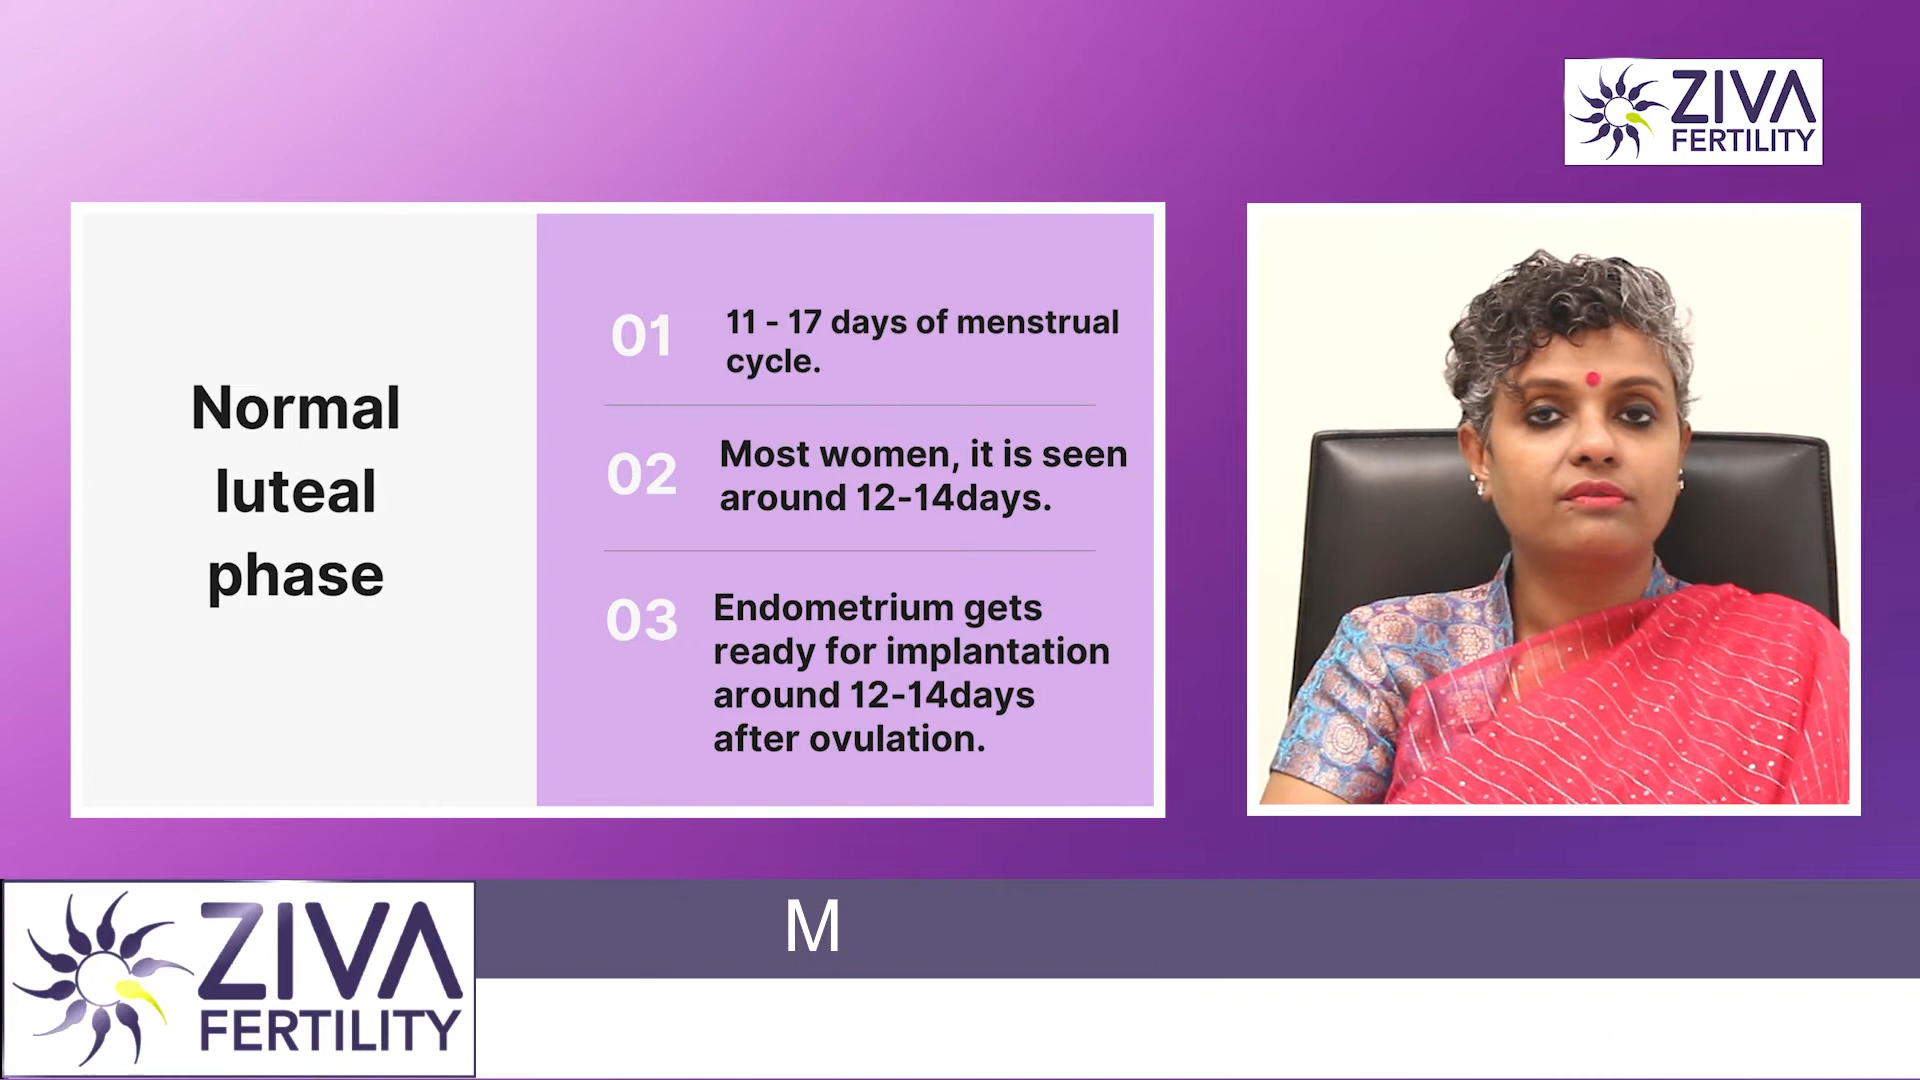 ZIVA
FERTILITY
Normal
luteal
phase
01
11 - 17 days of menstrual
cycle.
02
Most women, it is seen
around 12-14days.
03
Endometrium gets
ready for implantation
around 12-14days
after ovulation.
ZIVA
FERTILITY
M